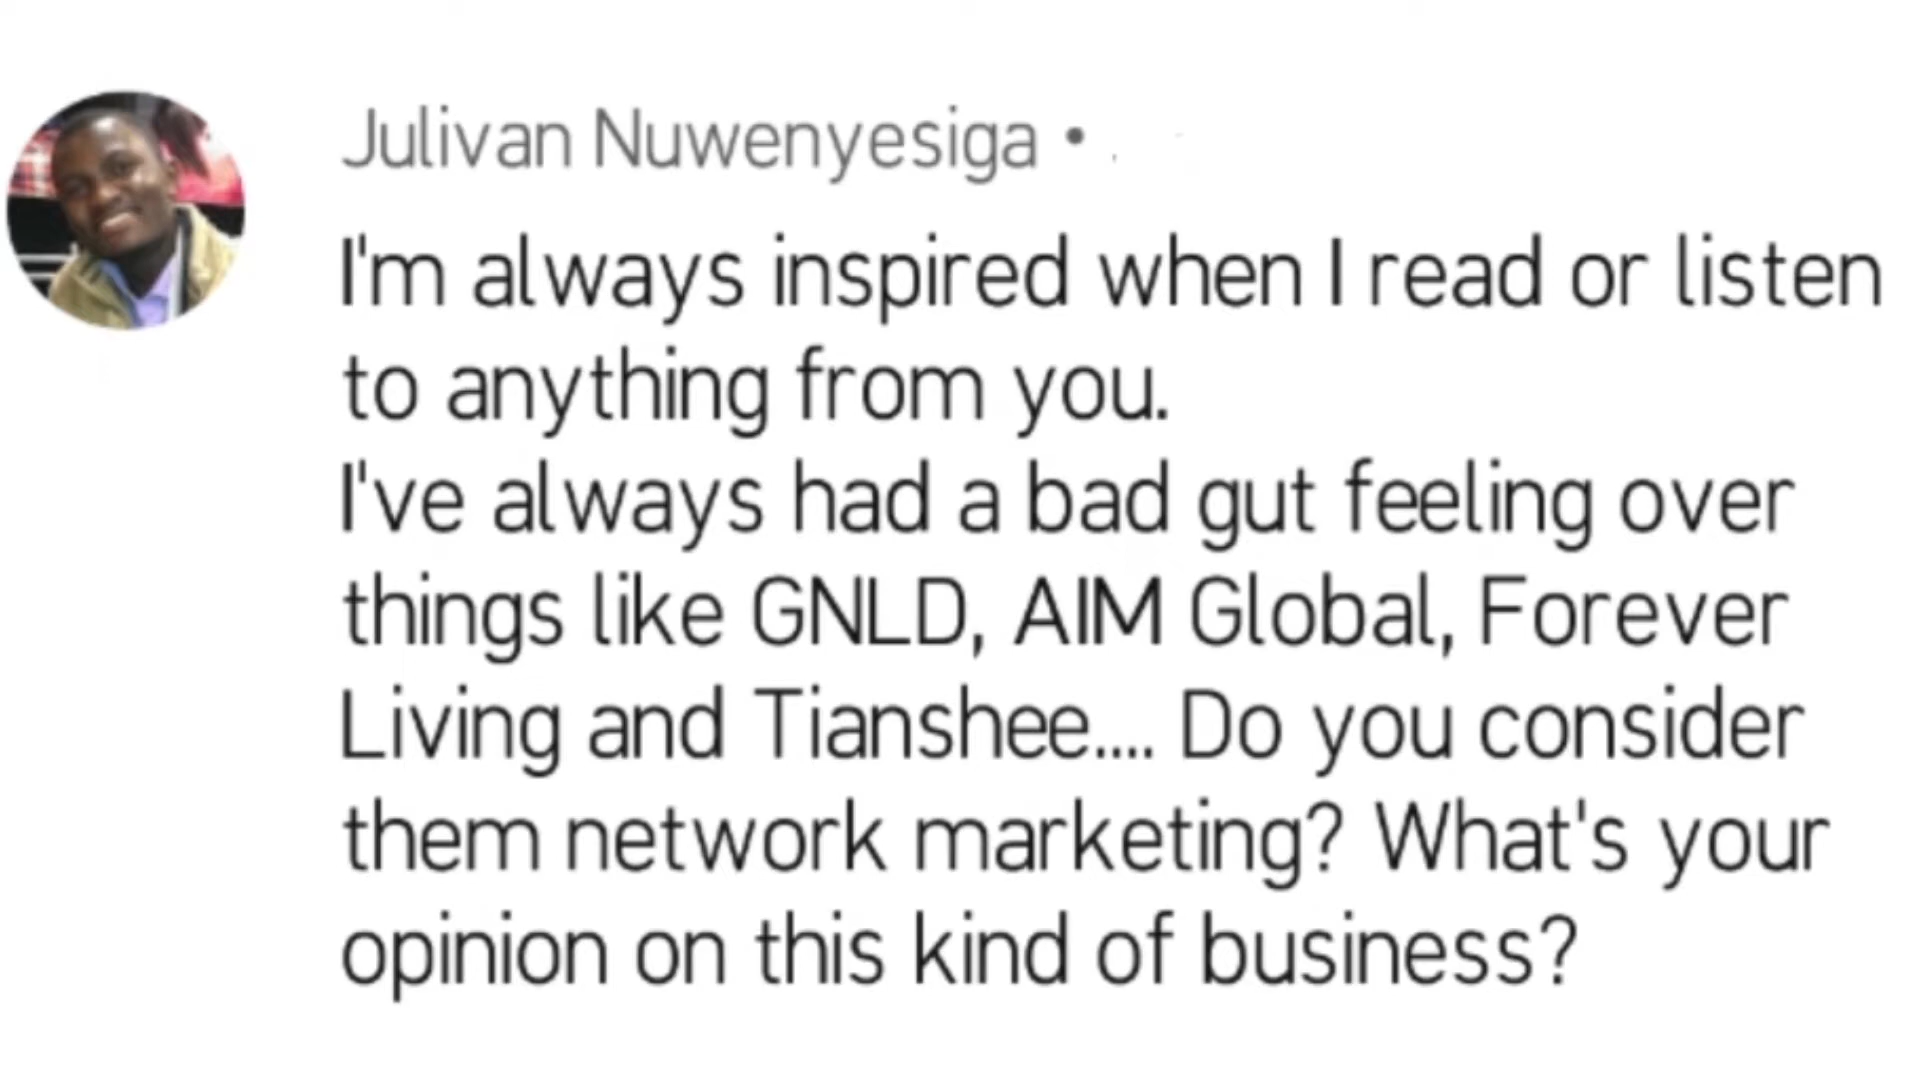 Julivan Nuwenyesiga •
I'm always inspired when I read or listen
to anything from you.
I've always had a bad gut feeling over
things like GNLD, AIM Global, Forever
Living and Tianshee.... Do you consider
them network marketing? What's your
opinion on this kind of business?